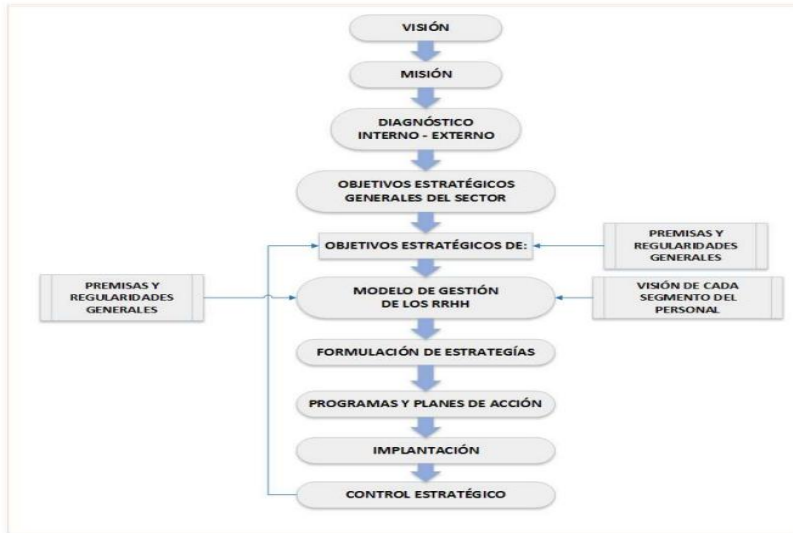 VISIÓN
MISIÓN
DIAGNÓSTICO
INTERNO - EXTERNO
OBJETIVOS ESTRATÉGICOS
GENERALES DEL SECTOR
OBJETIVOS ESTRATÉGICOS DE:
PREMISAS Y
REGULARIDADES
GENERALES
PREMISAS Y
REGULARIDADES
GENERALES
MODELO DE GESTIÓN
DE LOS RRHH
VISIÓN DE CADA
SEGMENTO DEL
PERSONAL
FORMULACIÓN DE ESTRATEGÍAS
PROGRAMAS Y PLANES DE ACCIÓN
IMPLANTACIÓN
CONTROL ESTRATÉGICO